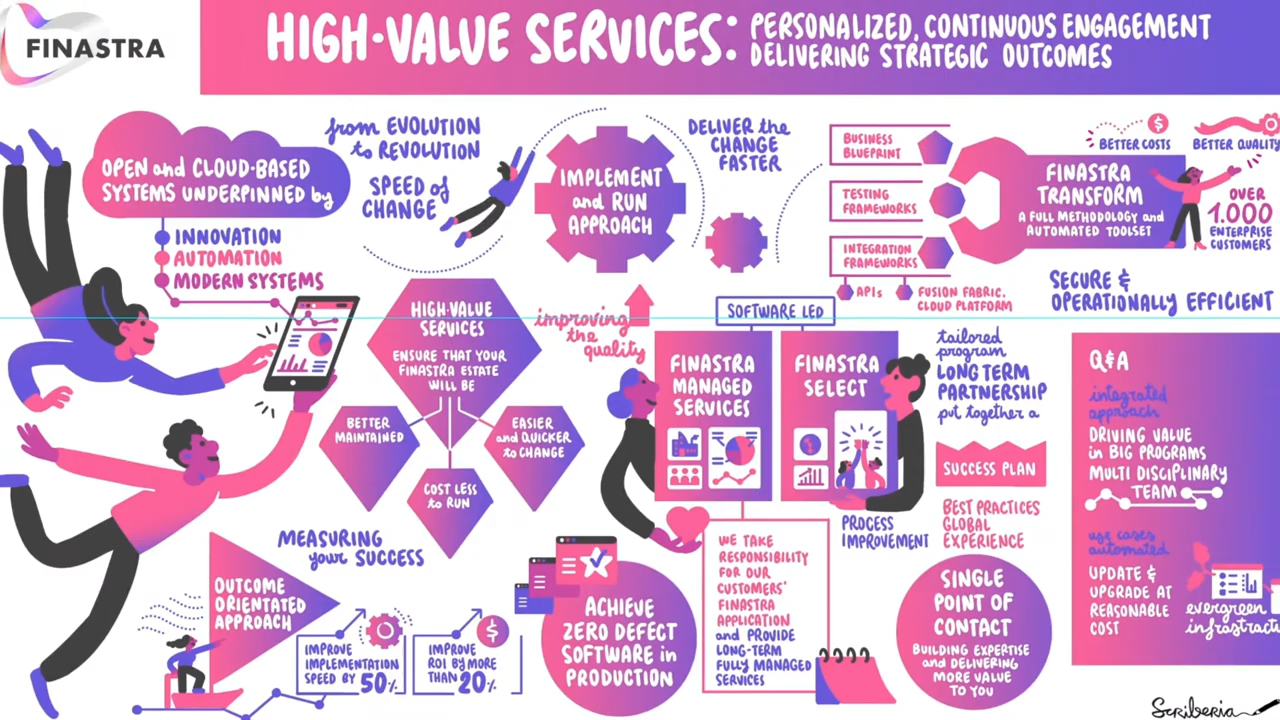 FINASTRA
HIGH-VALUE SERVICES:
PERSONALIZED, CONTINUOUS ENGAGEMENT
DELIVERING STRATEGIC OUTCOMES
OPEN and CLOUD-BASED
SYSTEMS UNDERPINNED by
INNOVATION
AUTOMATION
MODERN SYSTEMS
from EVOLUTION
to REVOLUTION
SPEED of
CHANGE
IMPLEMENT
and RUN
APPROACH
DELIVER the
CHANGE
FASTER
BUSINESS
BLUEPRINT
TESTING
FRAMEWORKS
INTEGRATION
FRAMEWORKS
APIs
FUSION FABRIC.
CLOUD PLATFORM
FINASTRA
TRANSFORM
A FULL METHODOLOGY and
AUTOMATED TOOLSET
$
BETTER COSTS
BETTER QUALITY
OVER
1.000
ENTERPRISE
CUSTOMERS
SECURE &
OPERATIONALLY EFFICIENT
HIGH-VALUE
SERVICES
ENSURE THAT YOUR
FINASTRA ESTATE
WILL BE
BETTER
MAINTAINED
COST LESS
to RUN
EASIER
and QUICKER
to CHANGE
improving
the
quality
SOFTWARE LED
FINASTRA
MANAGED
SERVICES
FINASTRA
SELECT
tailored
program
LONG TERM
PARTNERSHIP
put together a
SUCCESS PLAN
BEST PRACTICES
GLOBAL
EXPERIENCE
PROCESS
IMPROVEMENT
WE TAKE
RESPONSIBILITY
FOR OUR
CUSTOMERS'
FINASTRA
APPLICATION
and PROVIDE
LONG-TERM
FULLY MANAGED
SERVICES
MEASURING
your SUCCESS
OUTCOME
ORIENTATED
APPROACH
IMPROVE
IMPLEMENTATION
SPEED BY
50%
$
IMPROVE
ROI BY MORE
THAN 20%
ACHIEVE
ZERO DEFECT
SOFTWARE in
PRODUCTION
SINGLE
POINT OF
CONTACT
BUILDING EXPERTISE
and DELIVERING
MORE VALUE
TO YOU
Q&A
integrated
approach
DRIVING VALUE
in BIG PROGRAMS
MULTI DISCIPLINARY
TEAM
use cases
automated
UPDATE &
UPGRADE AT
REASONABLE
COST
evergreen
infrastructu
Scriberia